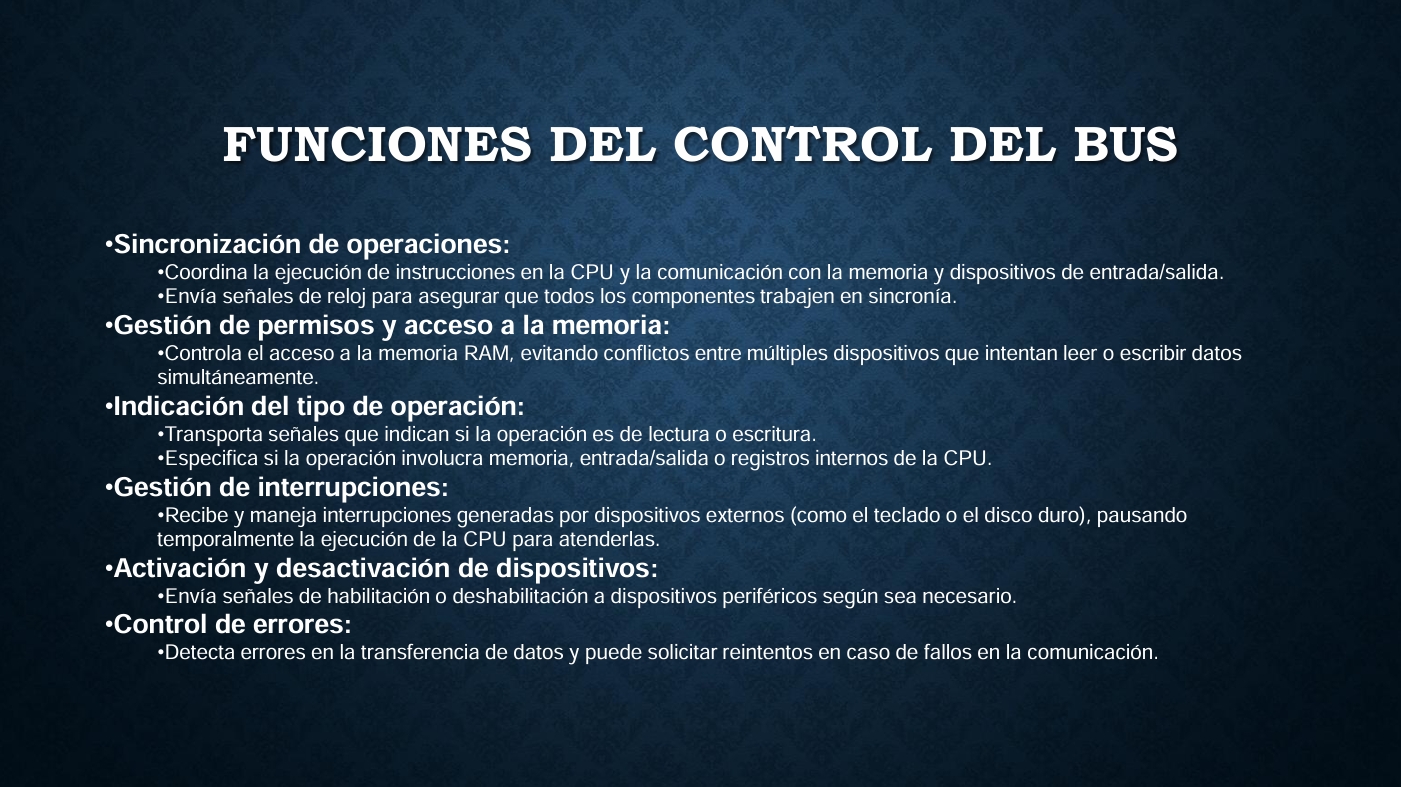 FUNCIONES DEL CONTROL DEL BUS
•Sincronización de operaciones:
•Coordina la ejecución de instrucciones en la CPU y la comunicación con la memoria y dispositivos de entrada/salida.
•Envía señales de reloj para asegurar que todos los componentes trabajen en sincronía.
•Gestión de permisos y acceso a la memoria:
•Controla el acceso a la memoria RAM, evitando conflictos entre múltiples dispositivos que intentan leer o escribir datos
simultáneamente.
•Indicación del tipo de operación:
•Transporta señales que indican si la operación es de lectura o escritura.
•Especifica si la operación involucra memoria, entrada/salida o registros internos de la CPU.
•Gestión de interrupciones:
•Recibe y maneja interrupciones generadas por dispositivos externos (como el teclado o el disco duro), pausando
temporalmente la ejecución de la CPU para atenderlas.
•Activación y desactivación de dispositivos:
•Envía señales de habilitación o deshabilitación a dispositivos periféricos según sea necesario.
•Control de errores:
•Detecta errores en la transferencia de datos y puede solicitar reintentos en caso de fallos en la comunicación.